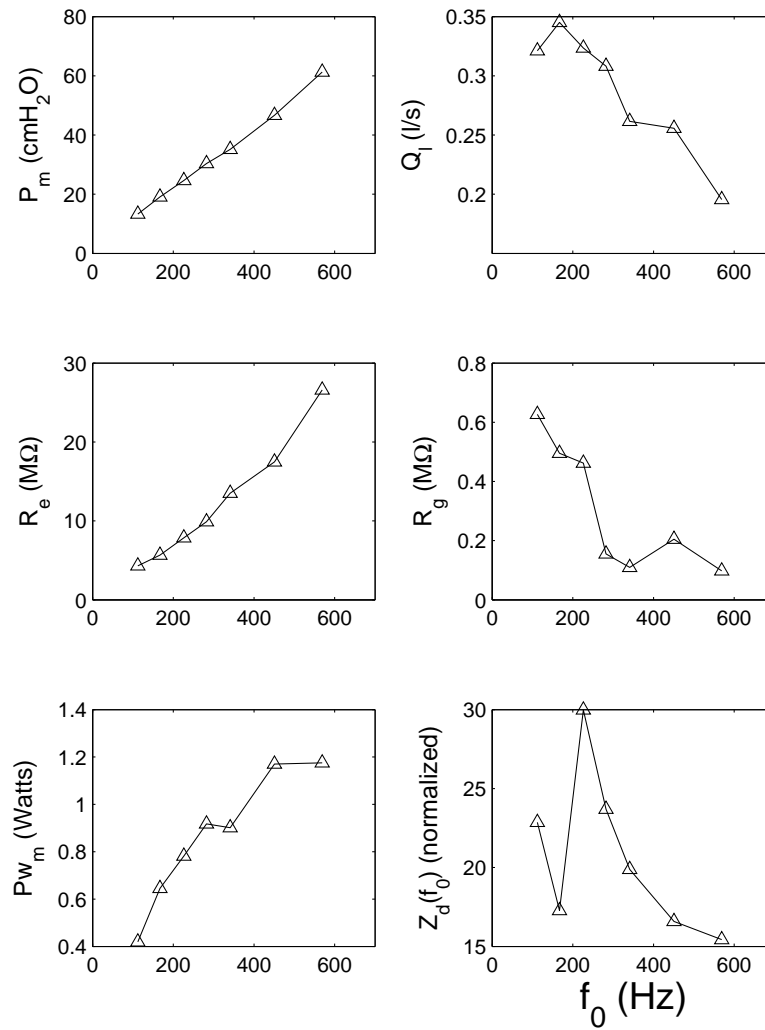 80
60
40
20
0
0 200 400 600
P_m (cmH_2O)
0.35
0.3
0.25
0.2
0 200 400 600
Q_l (l/s)
30
20
10
0
0 200 400 600
R_e (MΩ)
0.8
0.6
0.4
0.2
0
0 200 400 600
R_g (MΩ)
1.4
1.2
1
0.8
0.6
0.4
0 200 400 600
Pw_m (Watts)
30
25
20
15
0 200 400 600
Z_d(f_0) (normalized)
f_0 (Hz)